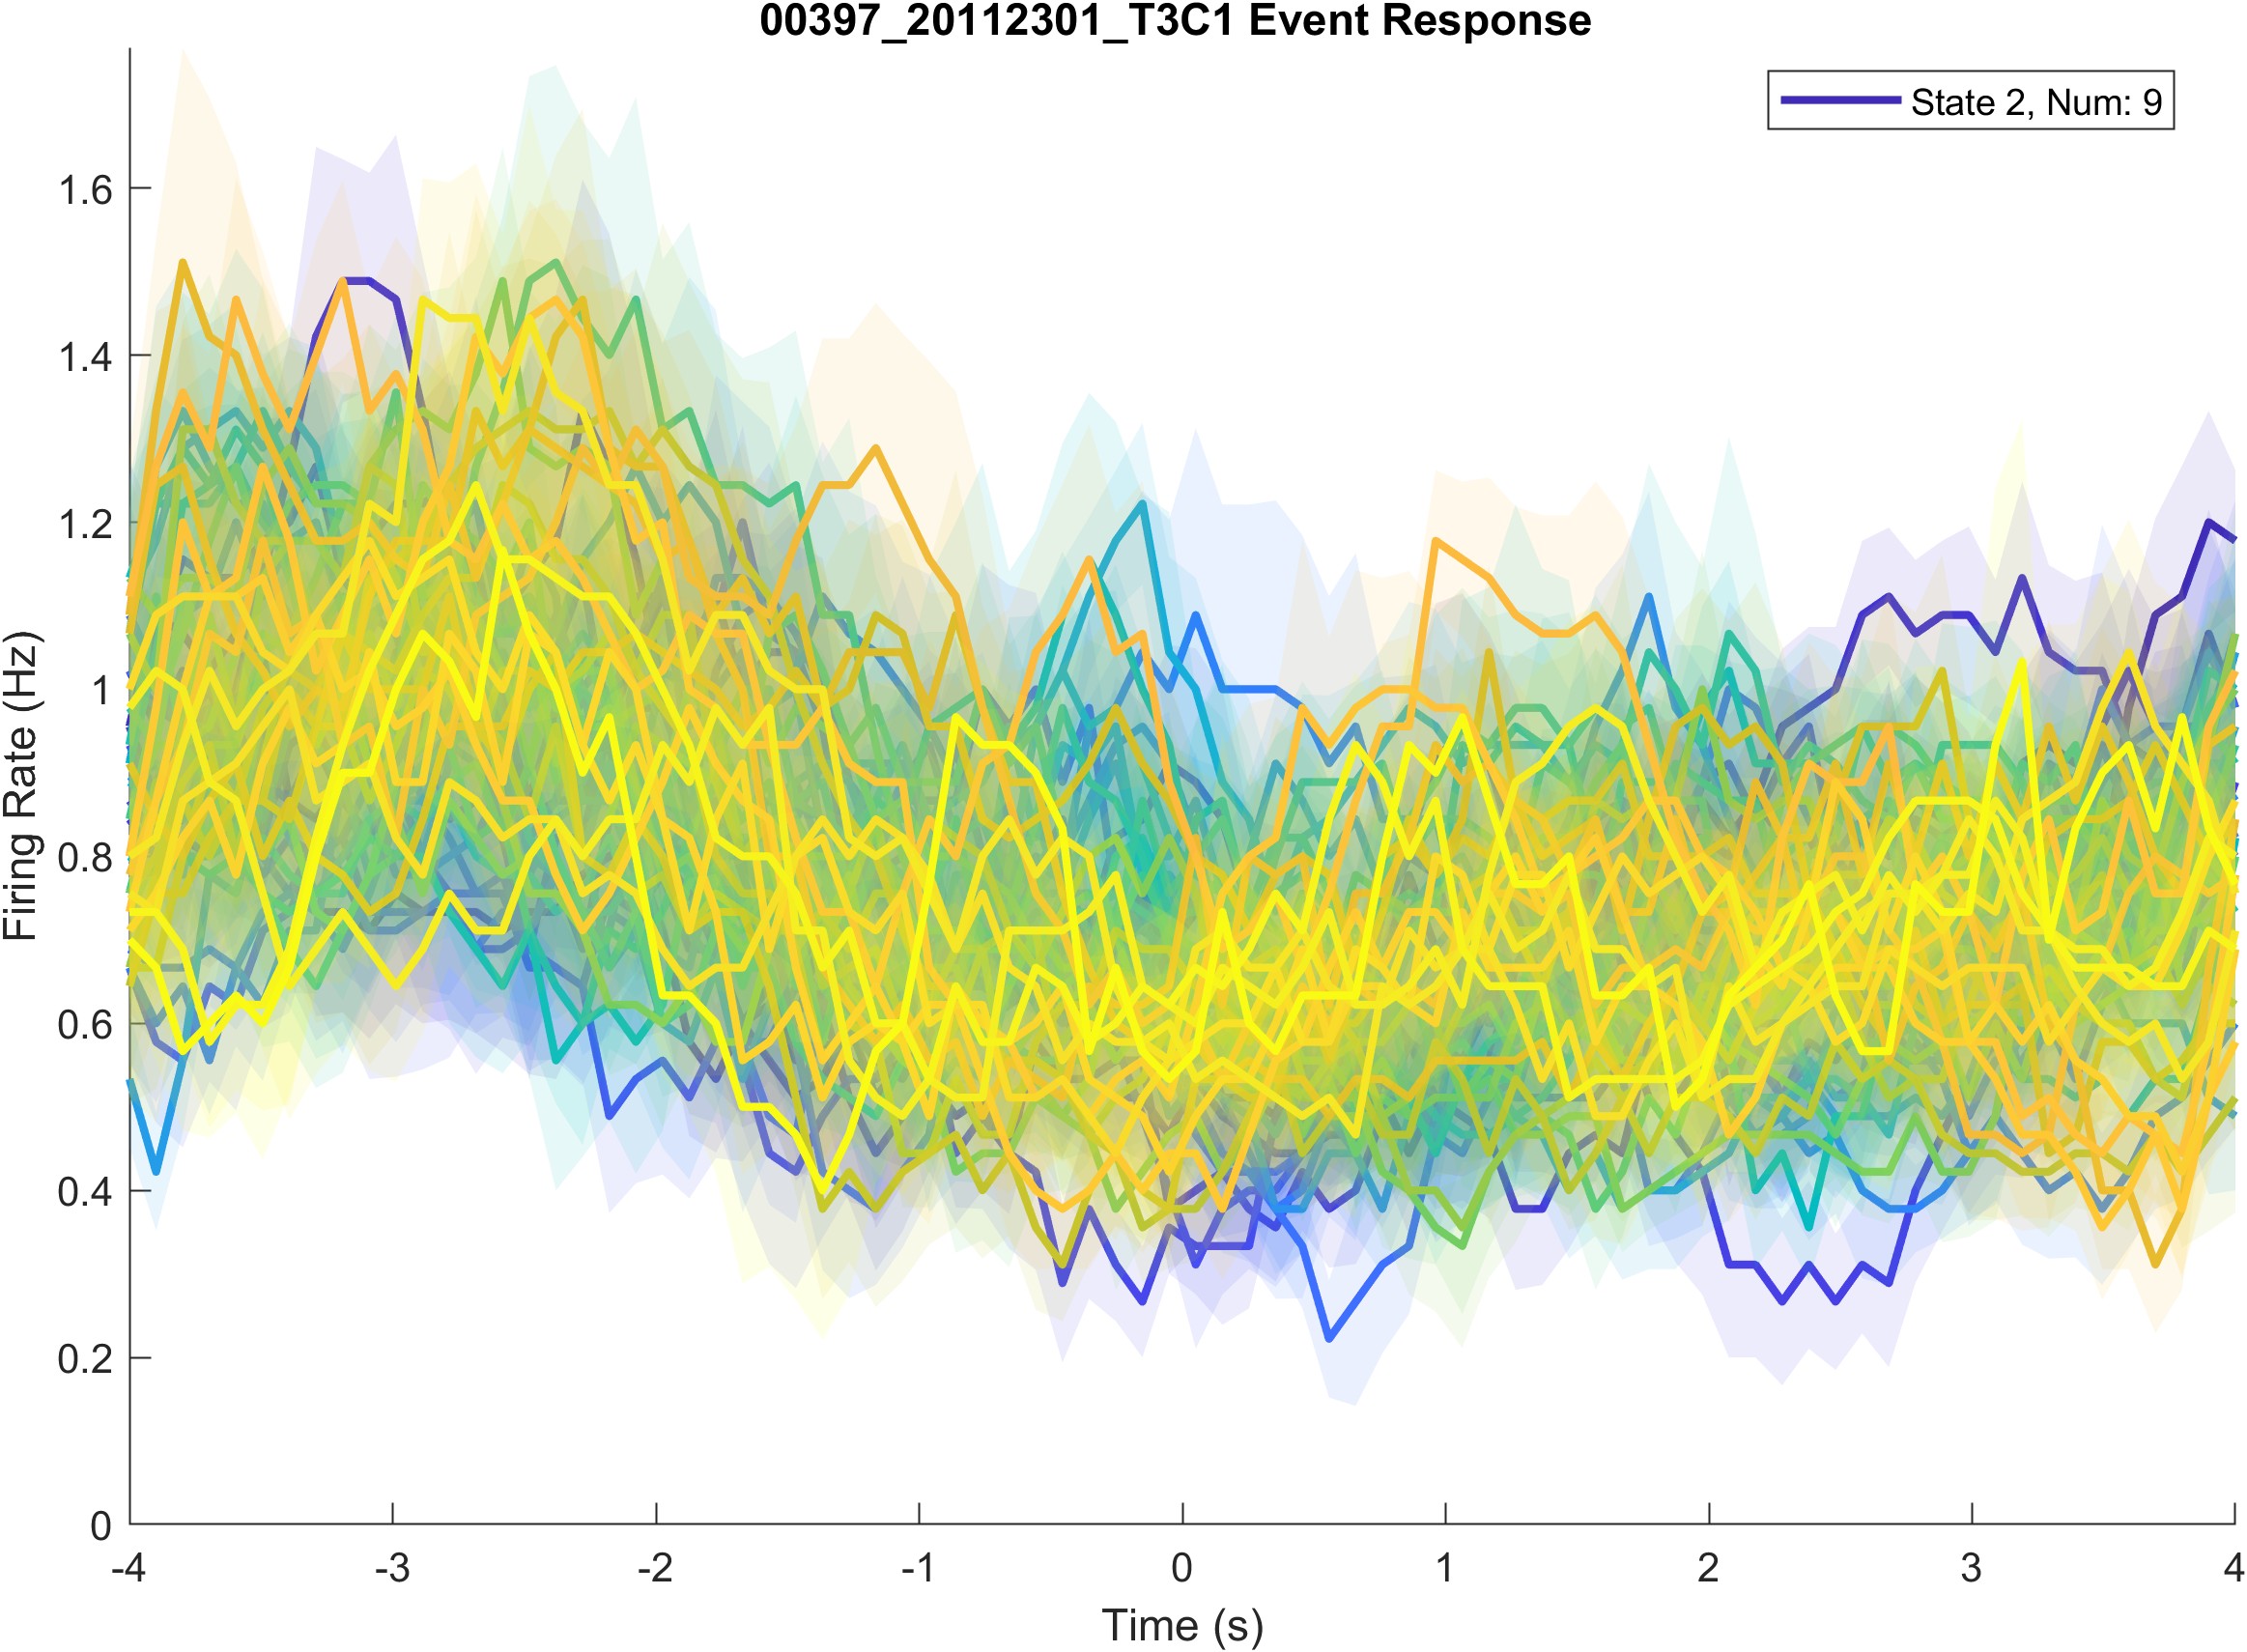 00397_20112301_T3C1 Event Response
State 2, Num: 9
Firing Rate (Hz)
1.6
1.4
1.2
1
0.8
0.6
0.4
0.2
0
-4 -3 -2 -1 0 1 2 3 4
Time (s)